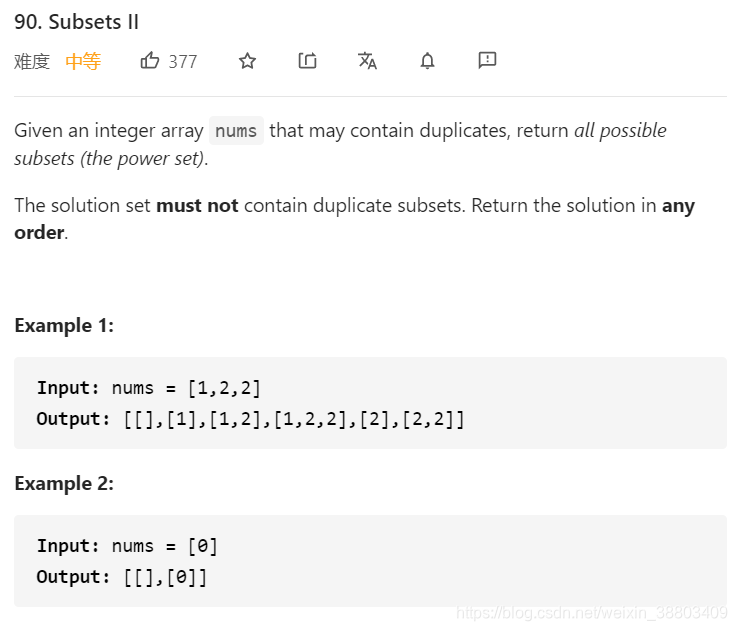 90. Subsets II
难度 中等 377
Given an integer array nums that may contain duplicates, return all possible
subsets (the power set).
The solution set must not contain duplicate subsets. Return the solution in any
order.
Example 1:
Input: nums = [1,2,2]
Output: [[],[1],[1,2],[1,2,2],[2],[2,2]]
Example 2:
Input: nums = [0]
Output: [[],[0]]
https://blog.csdn.net/weixin_38803409